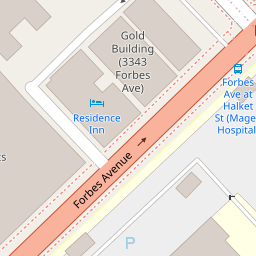 Gold
Building
(3343
Forbes
Ave)
Residence
Inn
Forbes
Ave at
Halket
St (Mage
Hospital
Forbes Avenue
P